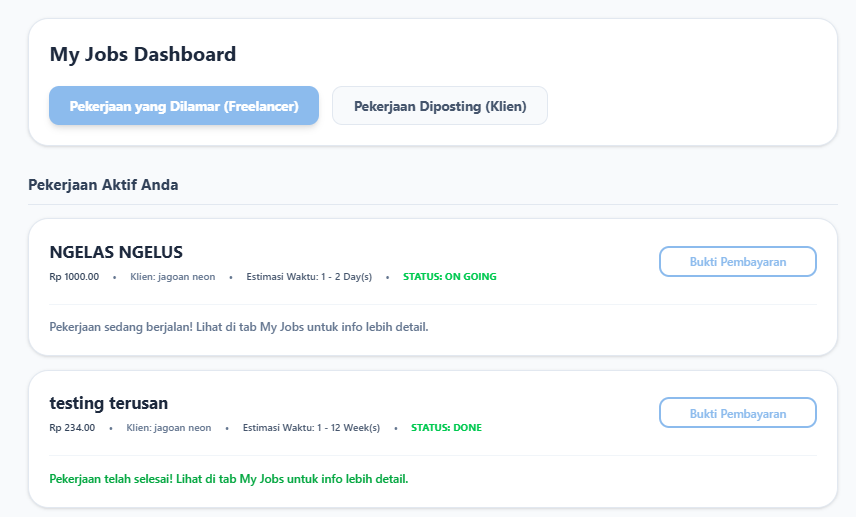 My Jobs Dashboard
Pekerjaan yang Dilamar (Freelancer) Pekerjaan Diposting (Klien)
Pekerjaan Aktif Anda
NGELAS NGELUS
Bukti Pembayaran
Rp 1000.00 • Klien: jagoan neon • Estimasi Waktu: 1 - 2 Day(s) • STATUS: ON GOING
Pekerjaan sedang berjalan! Lihat di tab My Jobs untuk info lebih detail.
testing terusan
Bukti Pembayaran
Rp 234.00 • Klien: jagoan neon • Estimasi Waktu: 1 - 12 Week(s) • STATUS: DONE
Pekerjaan telah selesai! Lihat di tab My Jobs untuk info lebih detail.